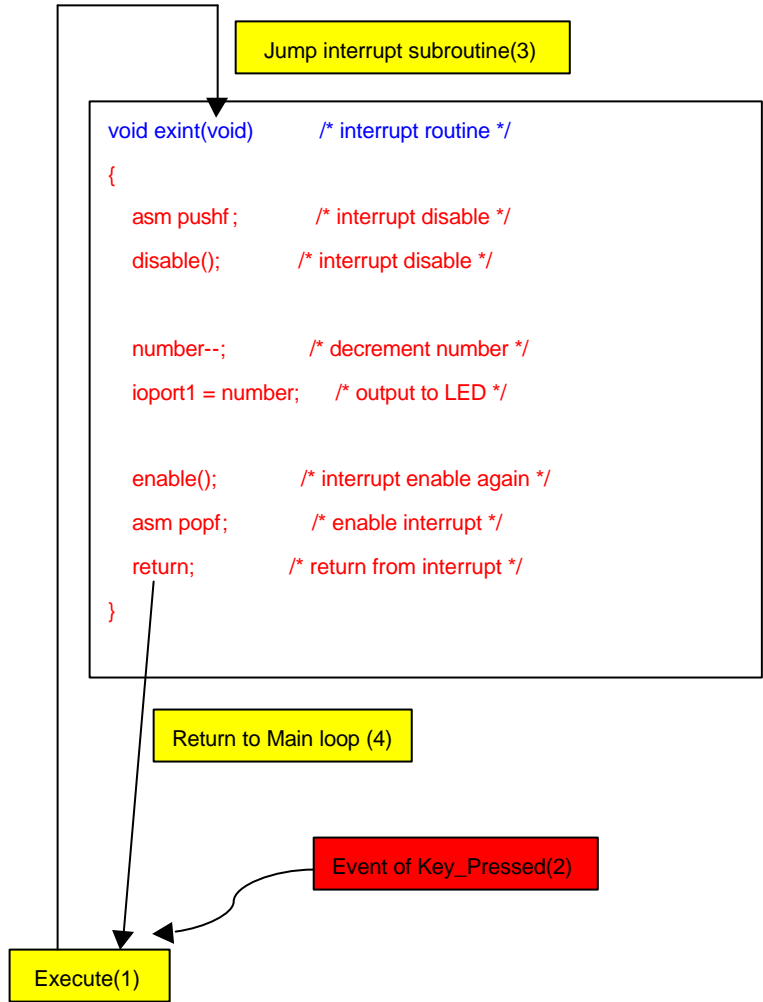 Jump interrupt subroutine(3)
void exint(void) /* interrupt routine */
{
asm pushf; /* interrupt disable */
disable(); /* interrupt disable */
number--; /* decrement number */
ioport1 = number; /* output to LED */
enable(); /* interrupt enable again */
asm popf; /* enable interrupt */
return; /* return from interrupt */
}
Return to Main loop (4)
Event of Key_Pressed(2)
Execute(1)